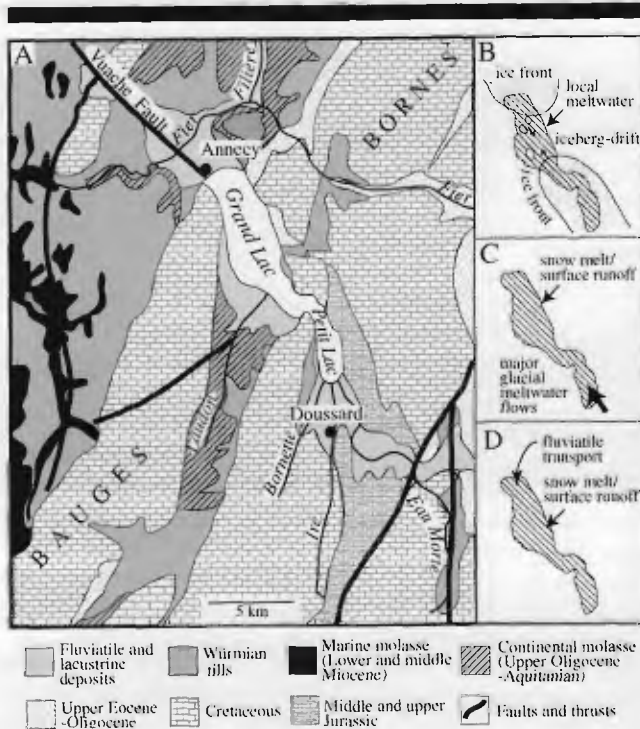 A
Vuache Fault
Fier
Filière
BORNES
Annecy
Fier
Grand Lac
Petit Lac
Doussard
Bornette
Ire
Eau Morte
BAUGES
5 km
B
ice front
local
meltwater
iceberg-drift
ice front
C
snow melt/
surface runoff
major
glacial
meltwater
flows
D
fluviatile
transport
snow melt/
surface runoff
Fluviatile and
lacustrine
deposits
Würmian
tills
Marine molasse
(Lower and middle
Miocene)
Continental molasse
(Upper Oligocene
-Aquitanian)
Upper Eocene
-Oligocene
Cretaceous
Middle and upper
Jurassic
Faults and thrusts